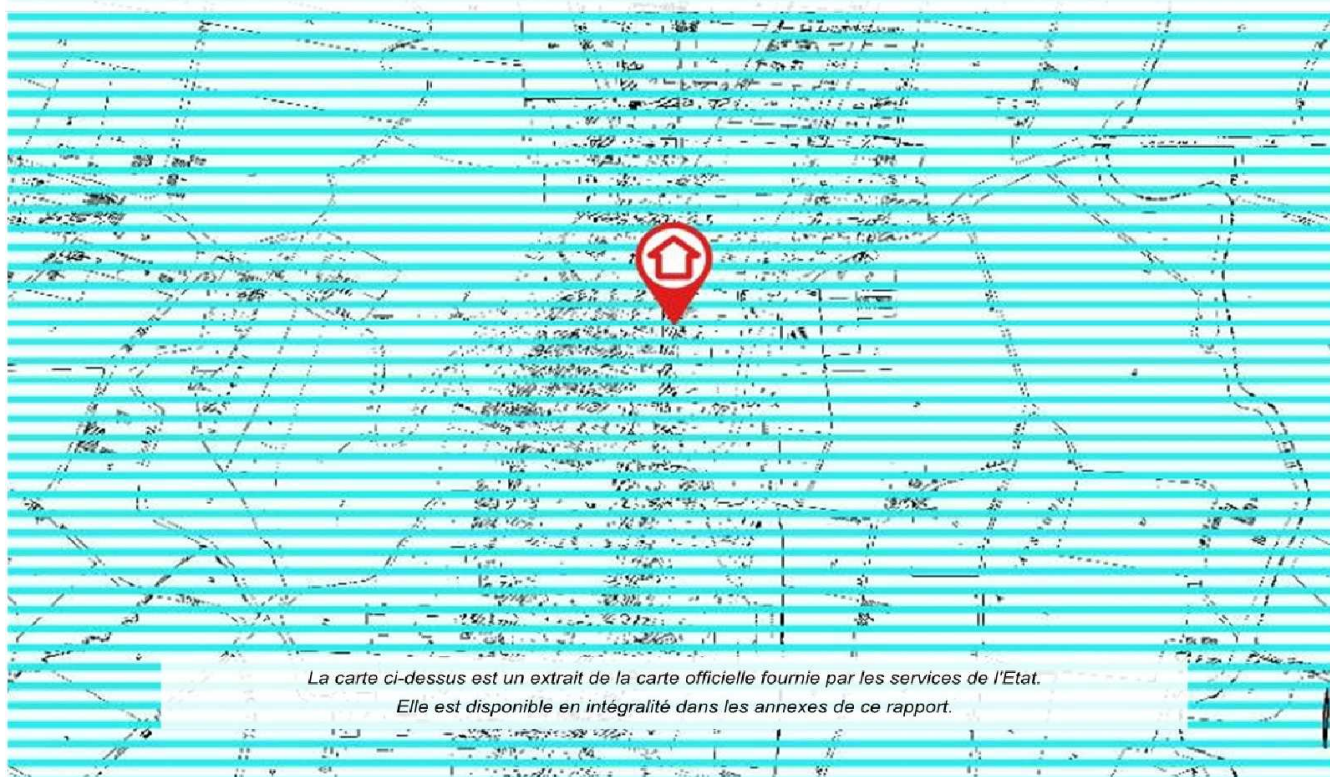 La carte ci-dessus est un extrait de la carte officielle fournie par les services de l'Etat.
Elle est disponible en intégralité dans les annexes de ce rapport.